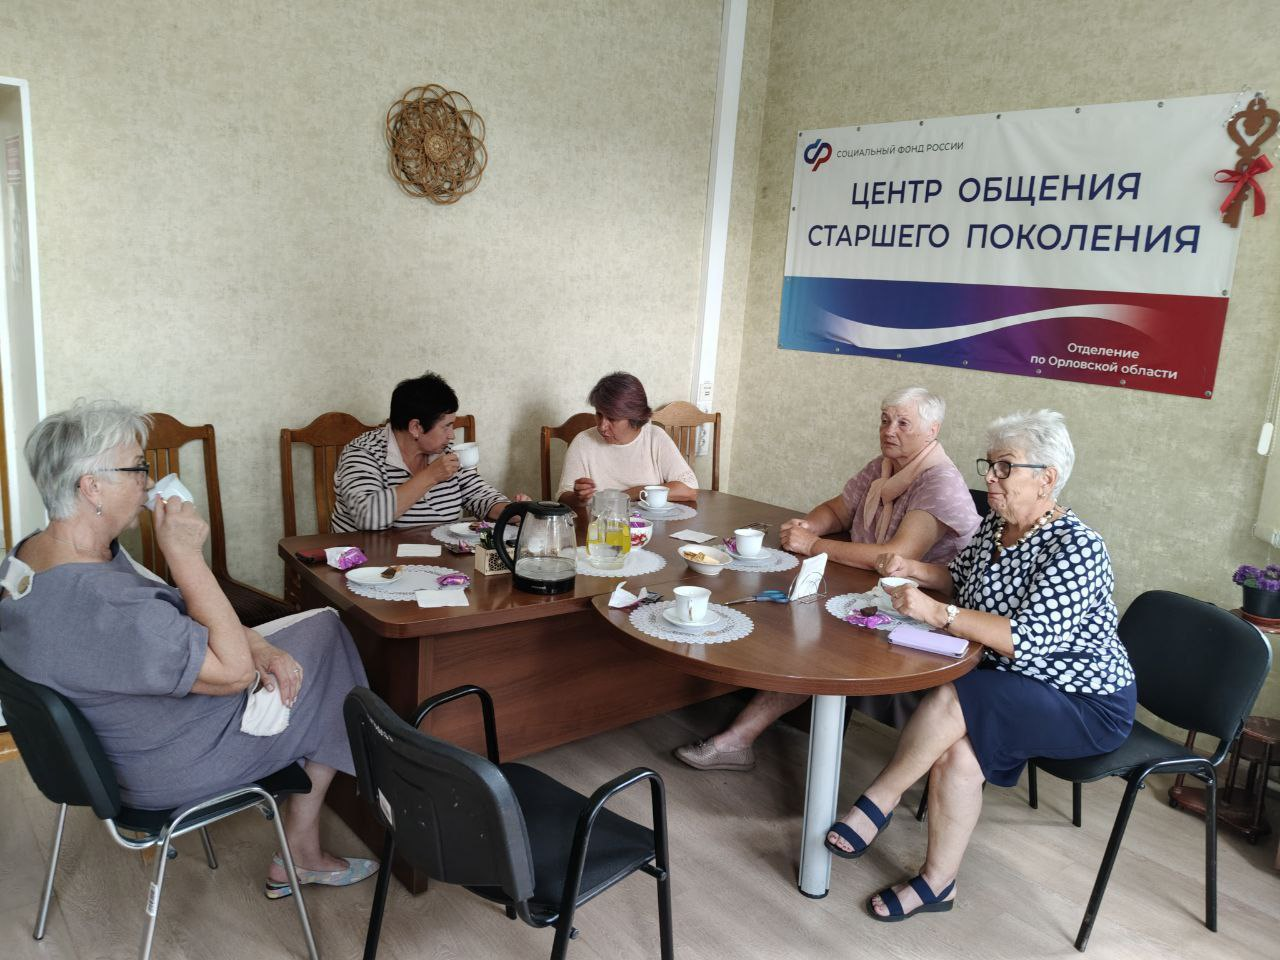 СОЦИАЛЬНЫЙ ФОНД РОССИИ
ЦЕНТР ОБЩЕНИЯ
СТАРШЕГО ПОКОЛЕНИЯ
Отделение
по Орловской области